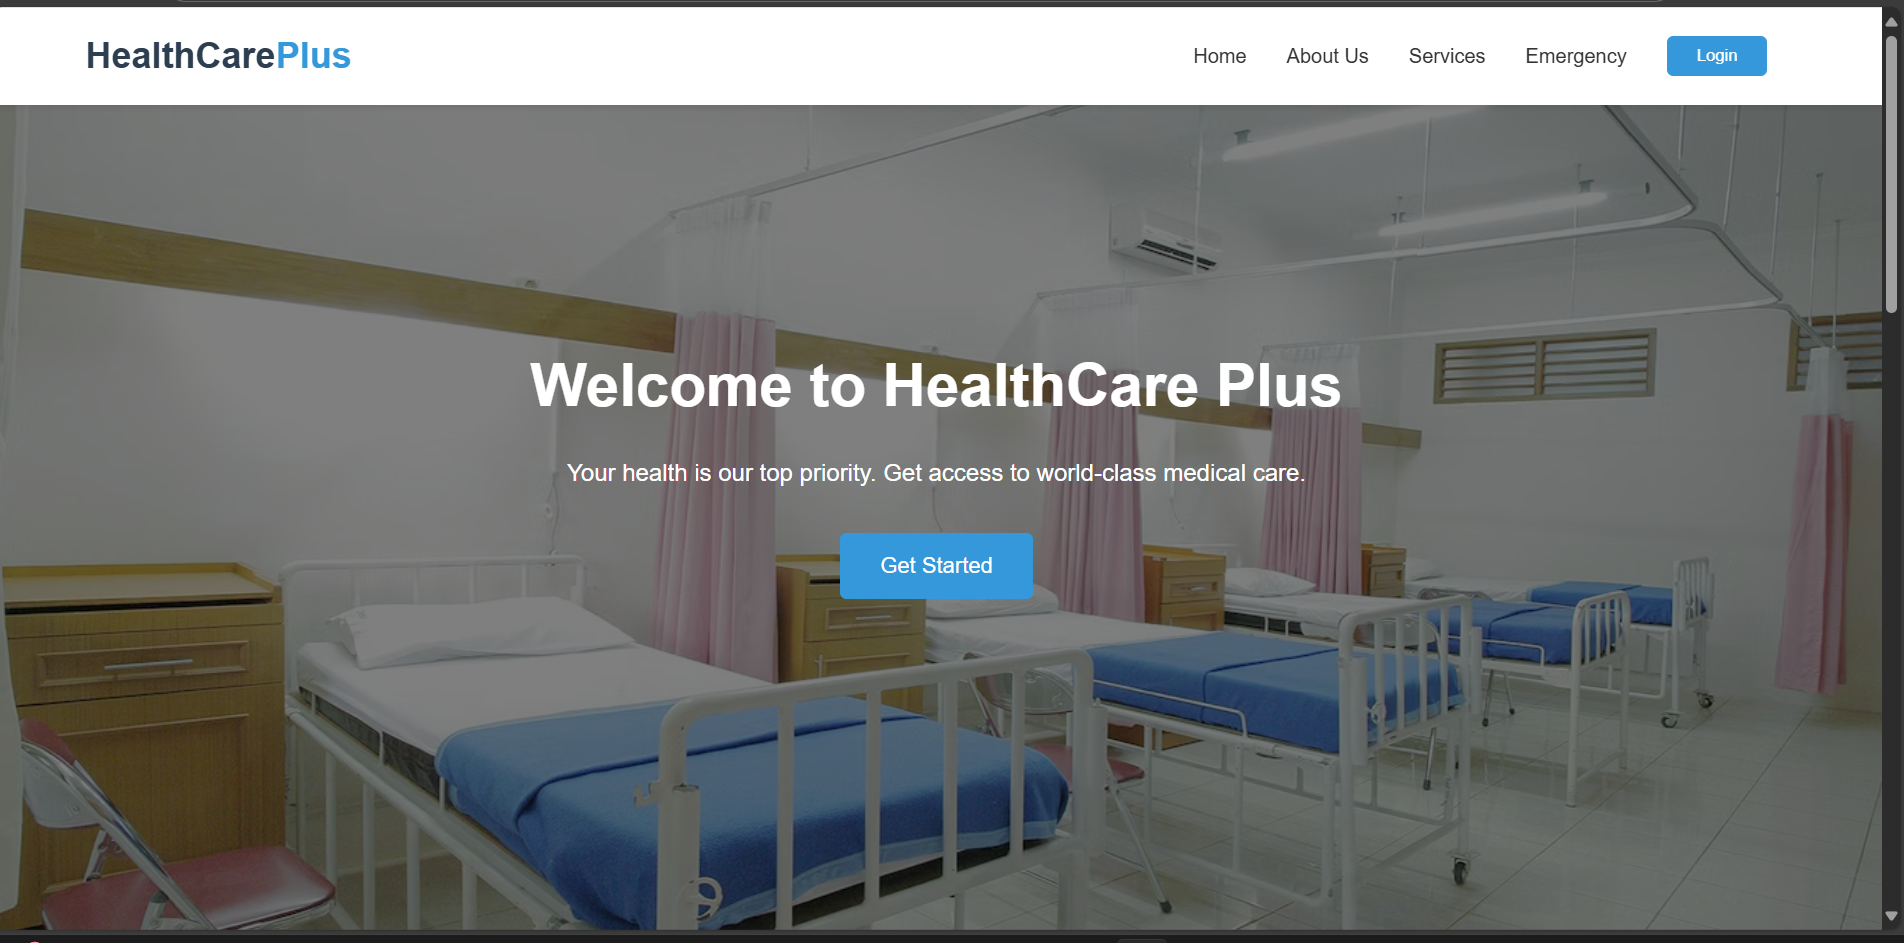 HealthCarePlus
Home About Us Services Emergency Login
Welcome to HealthCare Plus
Your health is our top priority. Get access to world-class medical care.
Get Started